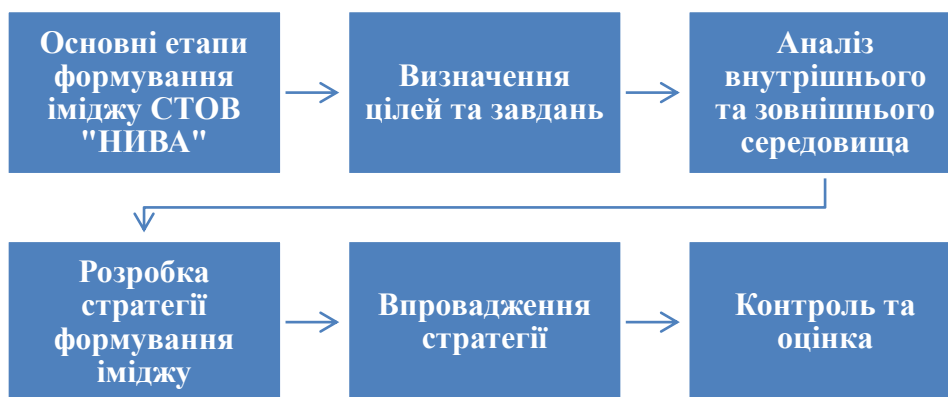 Основні етапи
формування
іміджу СТОВ
"НИВА"
Визначення
цілей та завдань
Аналіз
внутрішнього
та зовнішнього
середовища
Розробка
стратегії
формування
іміджу
Впровадження
стратегії
Контроль та
оцінка